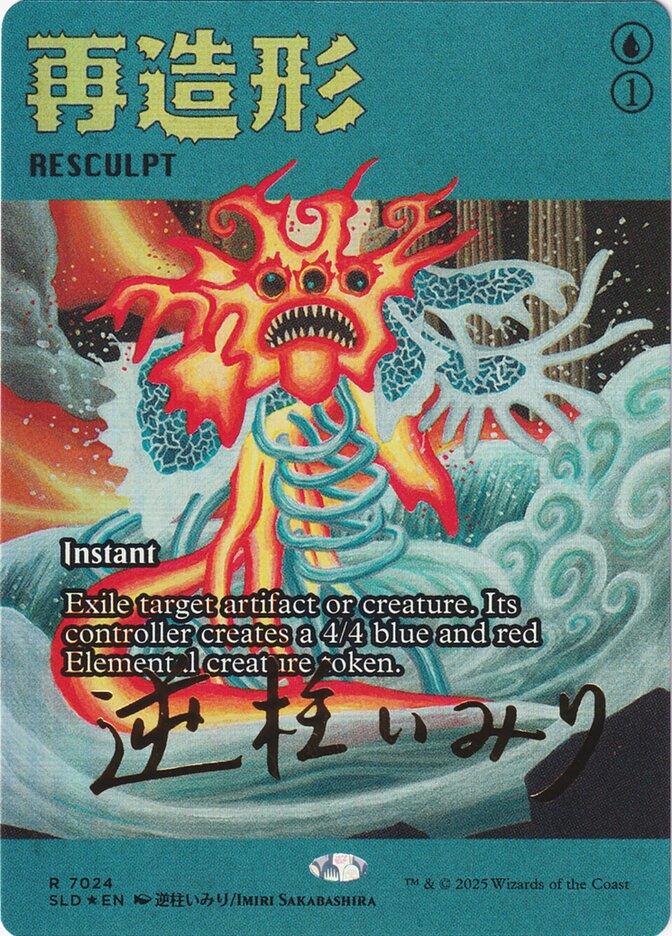 再造形
1
RESCULPT
Instant
Exile target artifact or creature. Its
controller creates a 4/4 blue and red
Elemental creature token.
逆柱いみり
R 7024
SLD ★ EN 逆柱いみり/IMIRI SAKABASHIRA
™ & © 2025 Wizards of the Coast